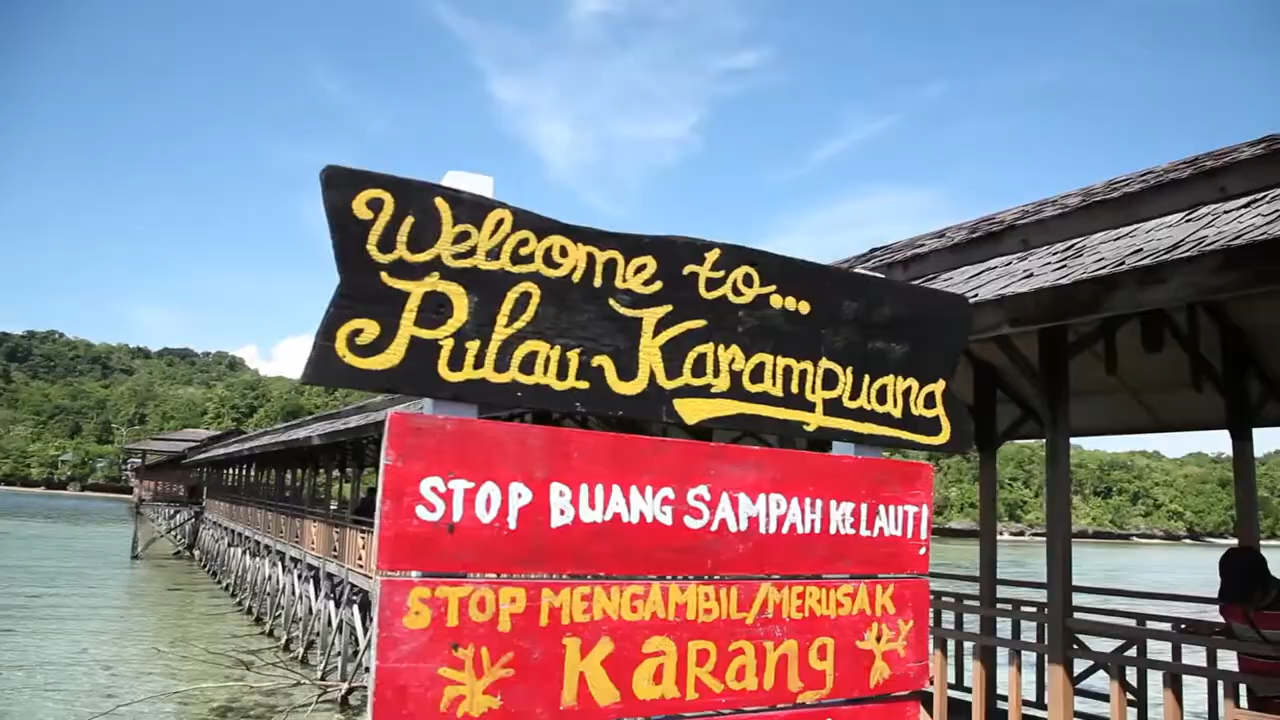 Welcome to...
Pulau Karampuang
STOP BUANG SAMPAH KE LAUT!
STOP MENGAMBIL/MERUSAK
KaRang